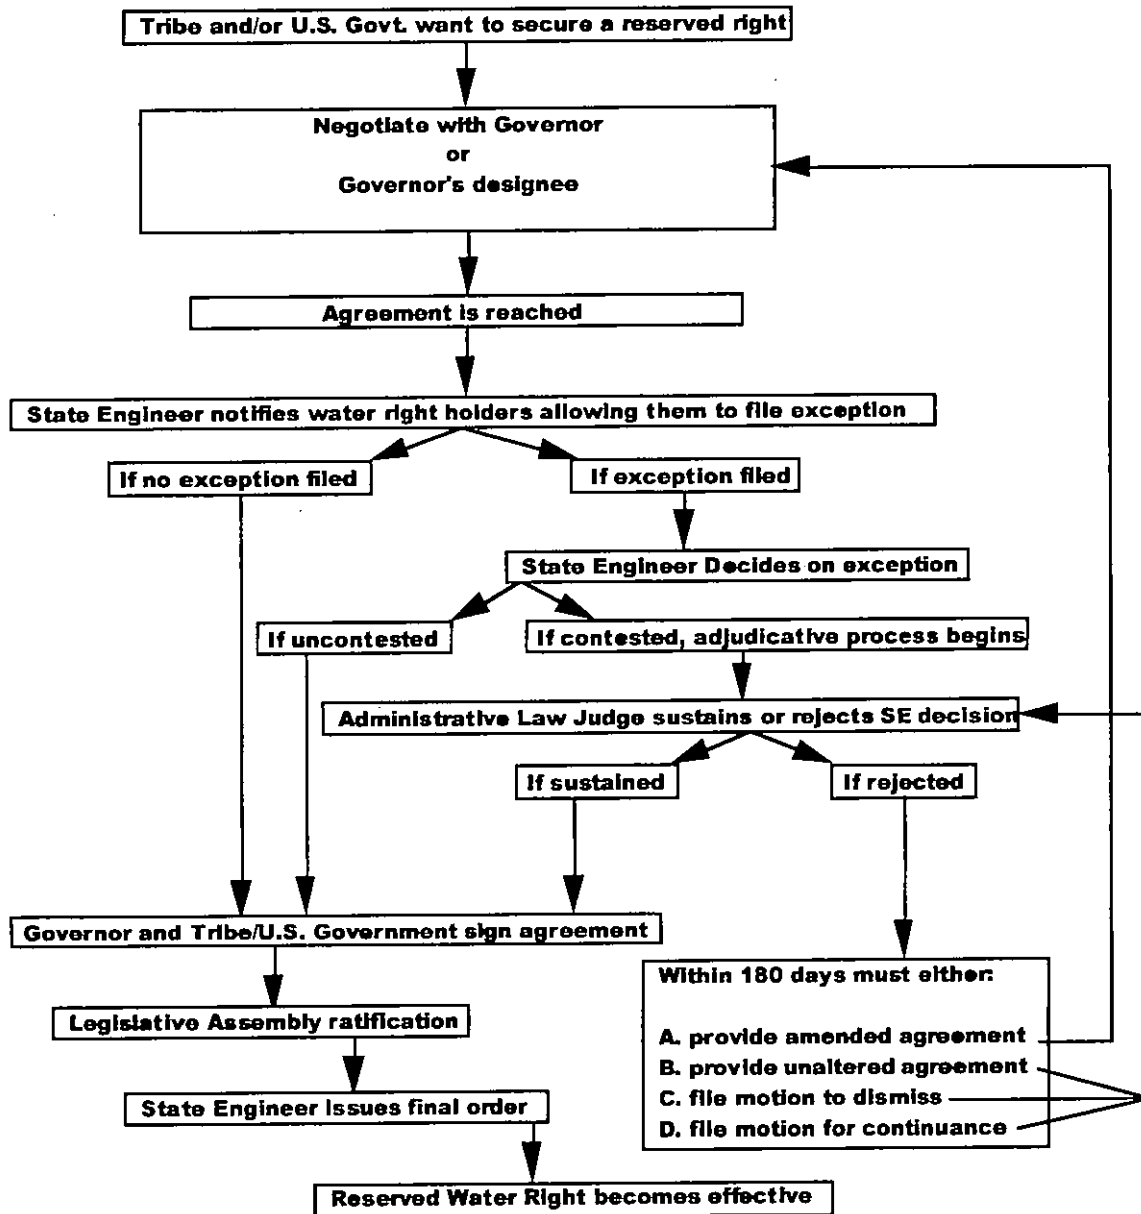 Tribe and/or U.S. Govt. want to secure a reserved right
Negotiate with Governor
or
Governor's designee
Agreement is reached
State Engineer notifies water right holders allowing them to file exception
If no exception filed
If exception filed
State Engineer Decides on exception
If uncontested
If contested, adjudicative process begins
Administrative Law Judge sustains or rejects SE decision
If sustained
If rejected
Governor and Tribe/U.S. Government sign agreement
Within 180 days must either:
A. provide amended agreement
B. provide unaltered agreement
C. file motion to dismiss
D. file motion for continuance
Legislative Assembly ratification
State Engineer issues final order
Reserved Water Right becomes effective